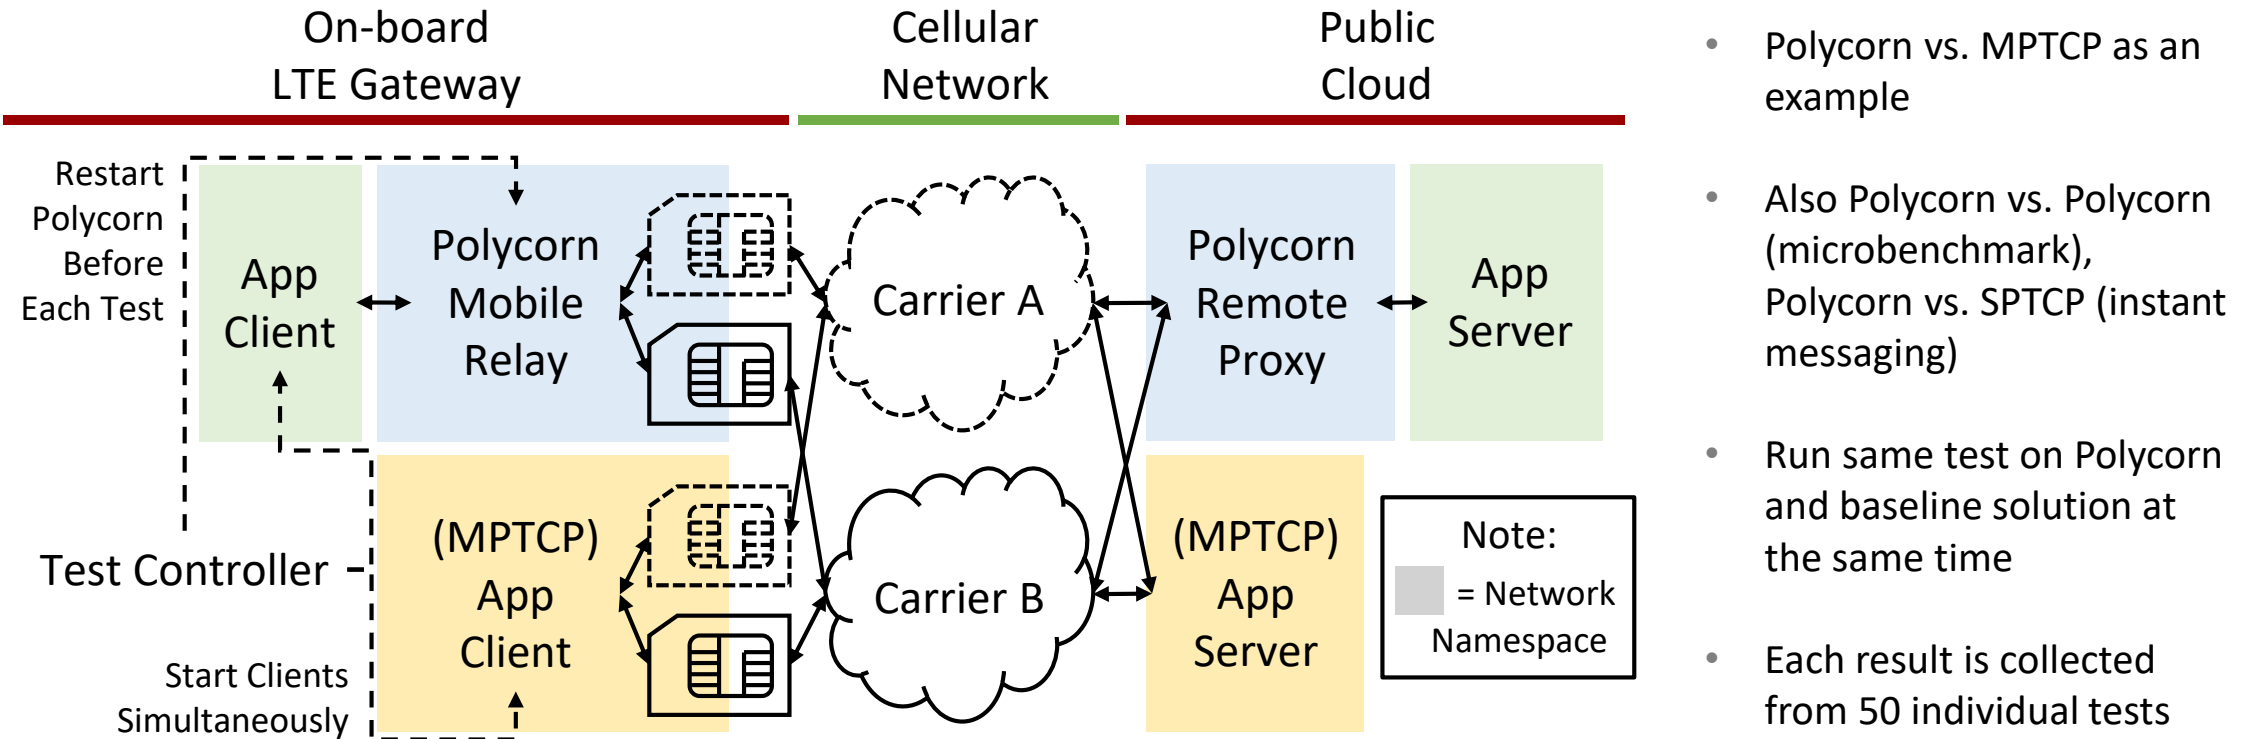 On-board
LTE Gateway
Cellular
Network
Public
Cloud
Restart
Polycorn
Before
Each Test
App
Client
Polycorn
Mobile
Relay
Carrier A
Polycorn
Remote
Proxy
App
Server
Test Controller
(MPTCP)
App
Client
Carrier B
(MPTCP)
App
Server
Note:
= Network
Namespace
Start Clients
Simultaneously
• Polycorn vs. MPTCP as an
example
• Also Polycorn vs. Polycorn
(microbenchmark),
Polycorn vs. SPTCP (instant
messaging)
• Run same test on Polycorn
and baseline solution at
the same time
• Each result is collected
from 50 individual tests